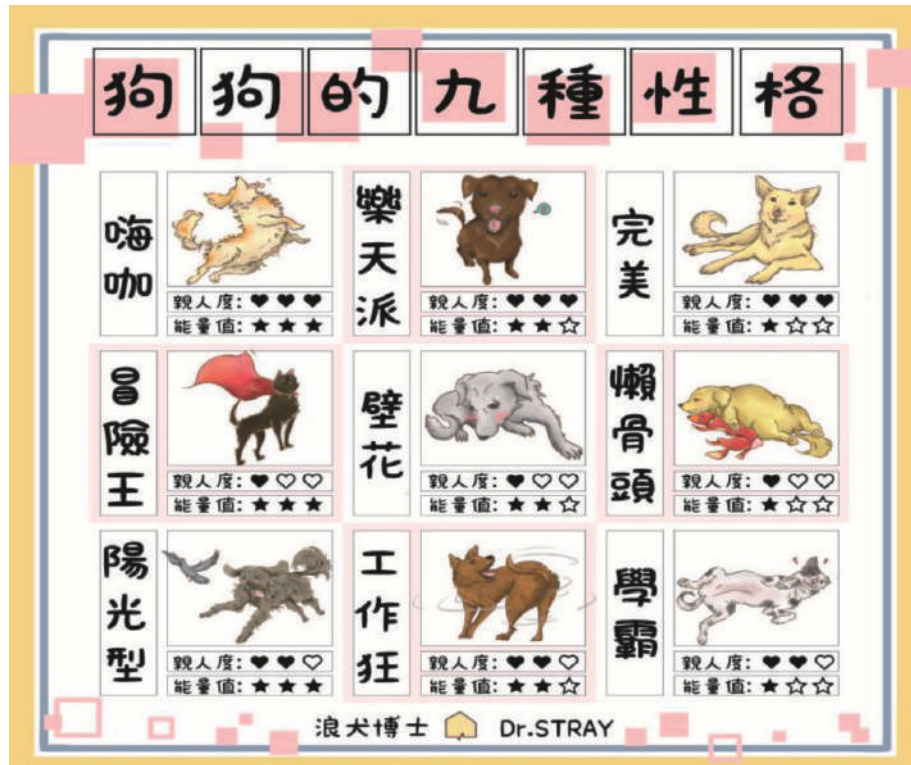 狗狗的九種性格
嗨咖
親人度：♥♥♥
能量值：★★★
樂天派
親人度：♥♥♥
能量值：★★☆
完美
親人度：♥♥♥
能量值：★☆☆
冒險王
親人度：♥♡♡
能量值：★★★
壁花
親人度：♥♡♡
能量值：★★☆
懶骨頭
親人度：♥♡♡
能量值：★☆☆
陽光型
親人度：♥♥♡
能量值：★★★
工作狂
親人度：♥♥♡
能量值：★★☆
學霸
親人度：♥♥♡
能量值：★☆☆
浪犬博士 Dr.STRAY